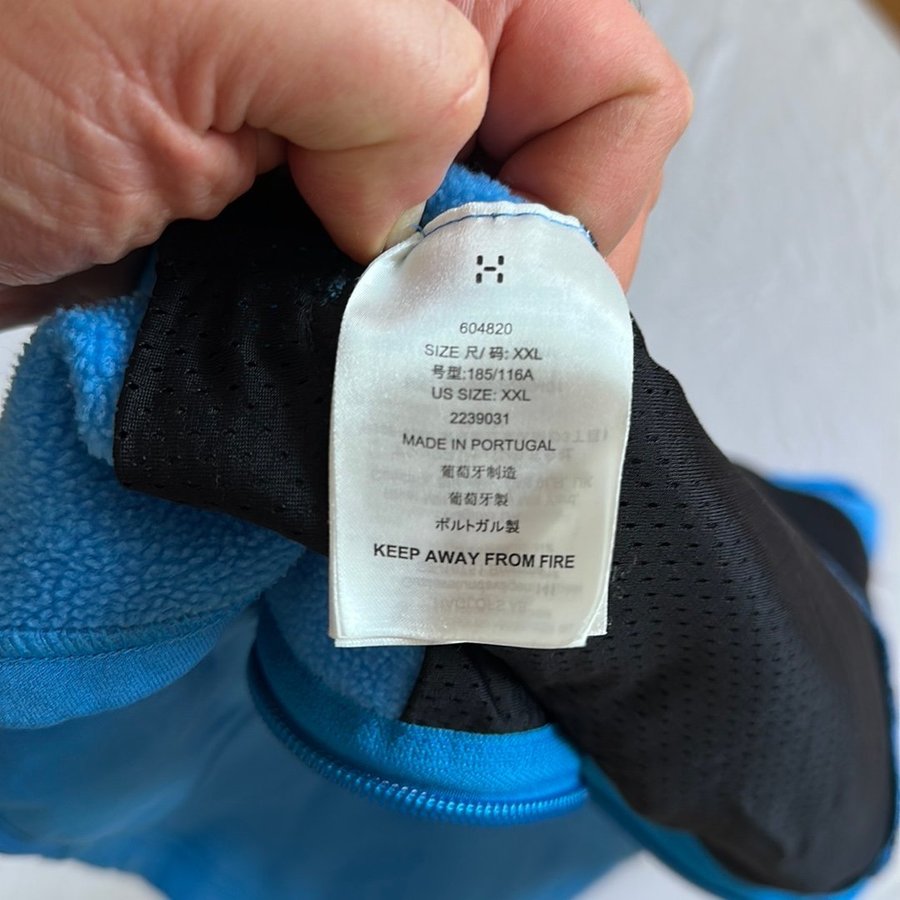 H
604820
SIZE 尺/ 码: XXL
号型:185/116A
US SIZE: XXL
2239031
MADE IN PORTUGAL
葡萄牙制造
葡萄牙製
ポルトガル製
KEEP AWAY FROM FIRE